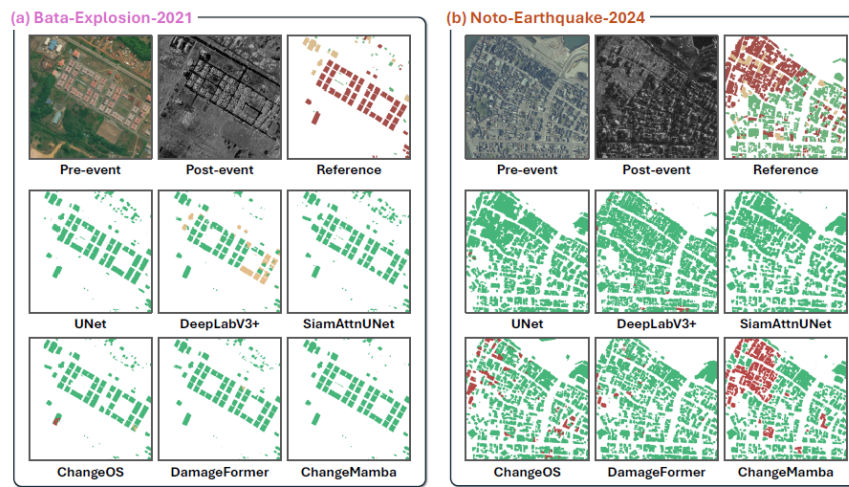 (a) Bata-Explosion-2021
Pre-event
Post-event
Reference
UNet
DeepLabV3+
SiamAttnUNet
ChangeOS
DamageFormer
ChangeMamba
(b) Noto-Earthquake-2024
Pre-event
Post-event
Reference
UNet
DeepLabV3+
SiamAttnUNet
ChangeOS
DamageFormer
ChangeMamba